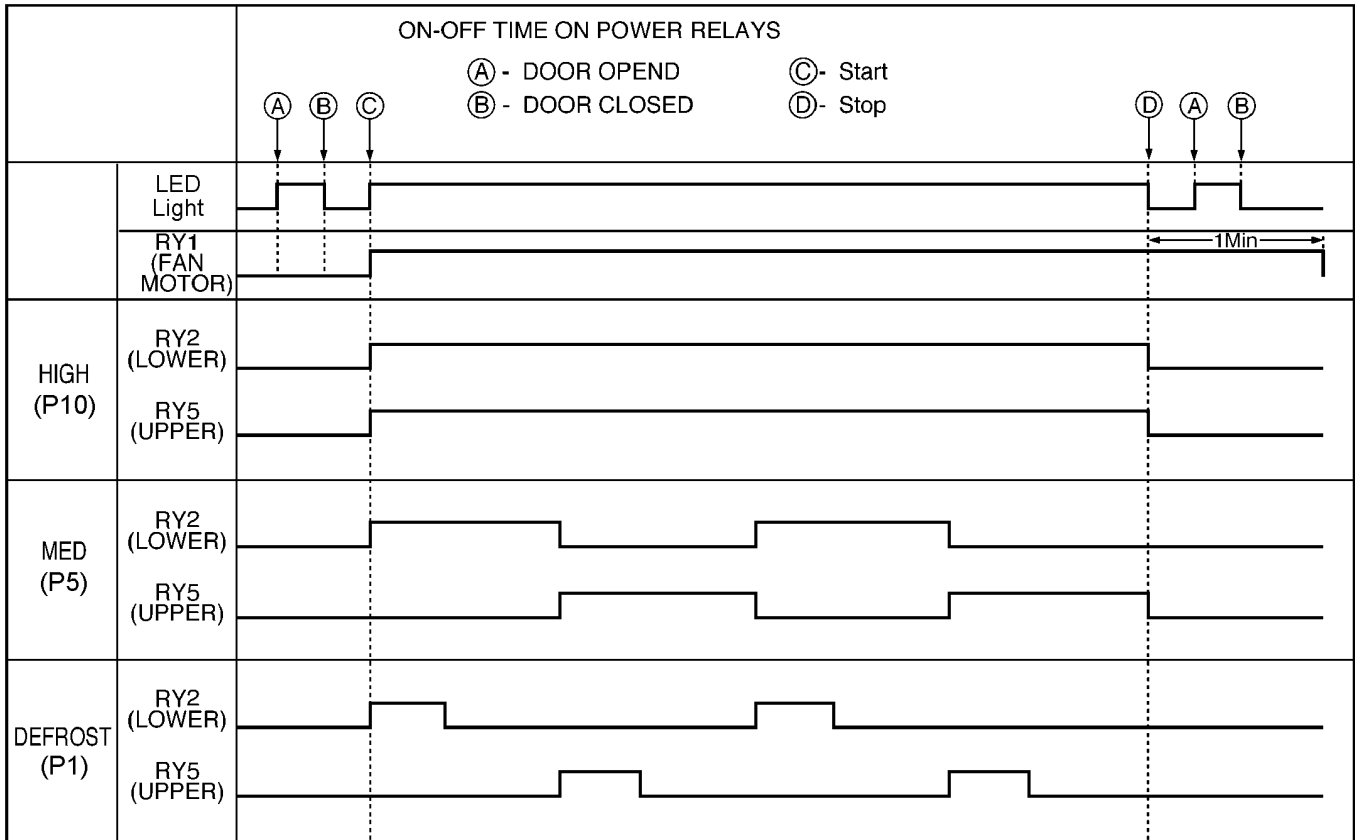 ON-OFF TIME ON POWER RELAYS
Ⓐ - DOOR OPEND Ⓒ- Start
Ⓑ - DOOR CLOSED Ⓓ- Stop
Ⓐ Ⓑ Ⓒ Ⓓ Ⓐ Ⓑ
LED
Light
RY1
(FAN
MOTOR)
1Min
HIGH
(P10)
RY2
(LOWER)
RY5
(UPPER)
MED
(P5)
RY2
(LOWER)
RY5
(UPPER)
DEFROST
(P1)
RY2
(LOWER)
RY5
(UPPER)